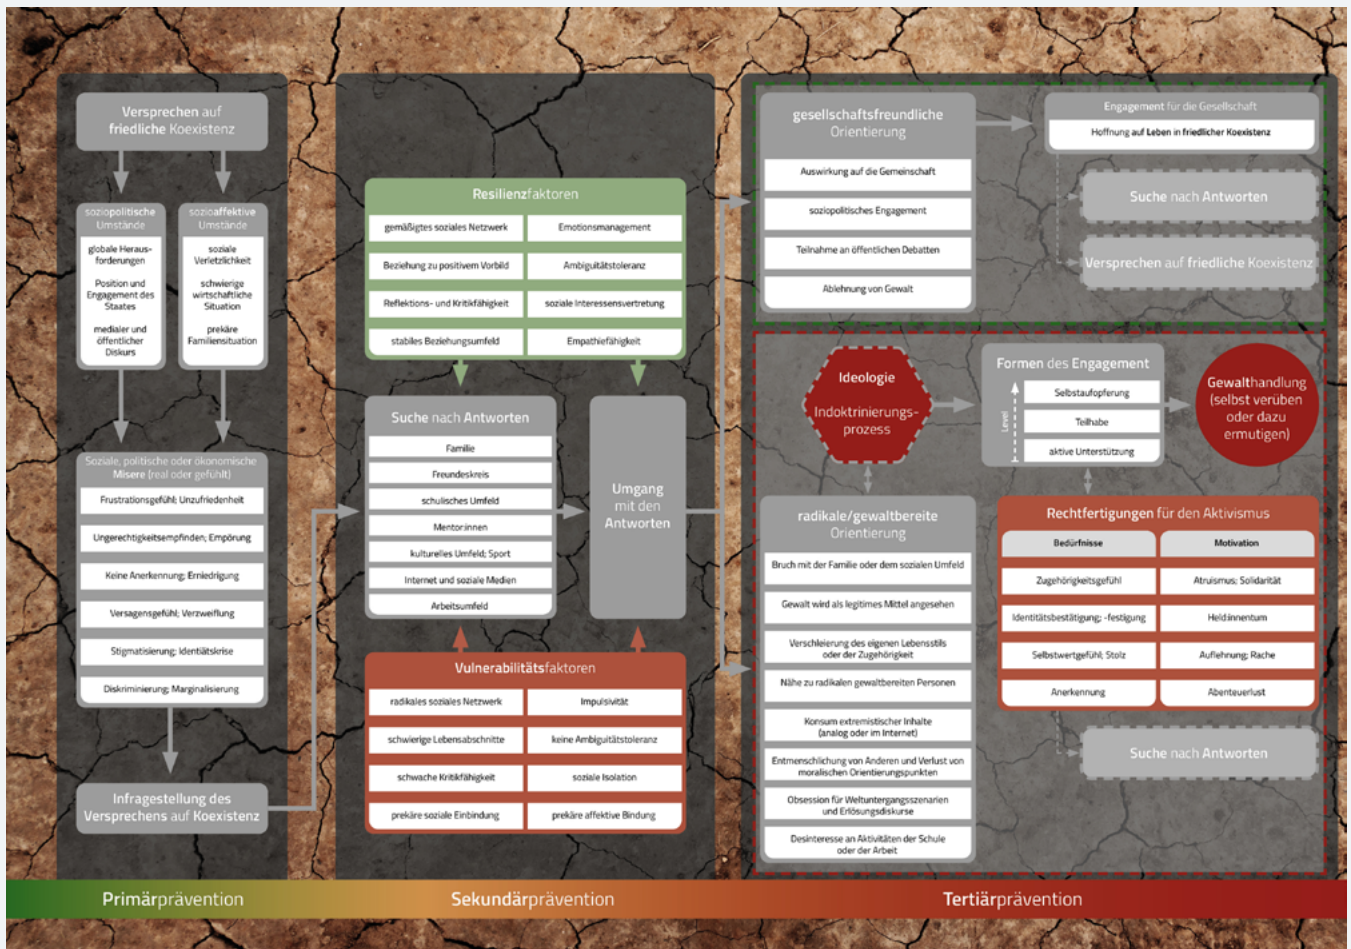 Versprechen auf
friedliche Koexistenz
soziopolitische
Umstände
globale Heraus-
forderungen
Position und
Engagement des
Staates
medialer und
öffentlicher
Diskurs
sozioaffektive
Umstände
soziale
Verletzlichkeit
schwierige
wirtschaftliche
Situation
prekäre
Familiensituation
Soziale, politische oder ökonomische
Misere (real oder gefühlt)
Frustrationsgefühl; Unzufriedenheit
Ungerechtigkeitsempfinden; Empörung
Keine Anerkennung; Erniedrigung
Versagensgefühl; Verzweiflung
Stigmatisierung; Identiätskrise
Diskriminierung; Marginalisierung
Infragestellung des
Versprechens auf Koexistenz
Resilienzfaktoren
gemäßigtes soziales Netzwerk
Emotionsmanagement
Beziehung zu positivem Vorbild
Ambiguitätstoleranz
Reflektions- und Kritikfähigkeit
soziale Interessensvertretung
stabiles Beziehungsumfeld
Empathiefähigkeit
Suche nach Antworten
Familie
Freundeskreis
schulisches Umfeld
Mentor:innen
kulturelles Umfeld; Sport
Internet und soziale Medien
Arbeitsumfeld
Umgang
mit den
Antworten
Vulnerabilitätsfaktoren
radikales soziales Netzwerk
Impulsivität
schwierige Lebensabschnitte
keine Ambiguitätstoleranz
schwache Kritikfähigkeit
soziale Isolation
prekäre soziale Einbindung
prekäre affektive Bindung
gesellschaftsfreundliche
Orientierung
Auswirkung auf die Gemeinschaft
soziopolitisches Engagement
Teilnahme an öffentlichen Debatten
Ablehnung von Gewalt
Engagement für die Gesellschaft
Hoffnung auf Leben in friedlicher Koexistenz
Suche nach Antworten
Versprechen auf friedliche Koexistenz
Ideologie
Indoktrinierungs-
prozess
Formen des Engagement
Level
Selbstaufopferung
Teilhabe
aktive Unterstützung
Gewalthandlung
(selbst verüben
oder dazu
ermutigen)
radikale/gewaltbereite
Orientierung
Bruch mit der Familie oder dem sozialen Umfeld
Gewalt wird als legitimes Mittel angesehen
Verschleierung des eigenen Lebensstils
oder der Zugehörigkeit
Nähe zu radikalen gewaltbereiten Personen
Konsum extremistischer Inhalte
(analog oder im Internet)
Entmenschlichung von Anderen und Verlust von
moralischen Orientierungspunkten
Obsession für Weltuntergangsszenarien
und Erlösungsdiskurse
Desinteresse an Aktivitäten der Schule
oder der Arbeit
Rechtfertigungen für den Aktivismus
Bedürfnisse
Motivation
Zugehörigkeitsgefühl
Atruismus; Solidarität
Identitätsbestätigung; -festigung
Held:innentum
Selbstwertgefühl; Stolz
Auflehnung; Rache
Anerkennung
Abenteuerlust
Suche nach Antworten
Primärprävention
Sekundärprävention
Tertiärprävention